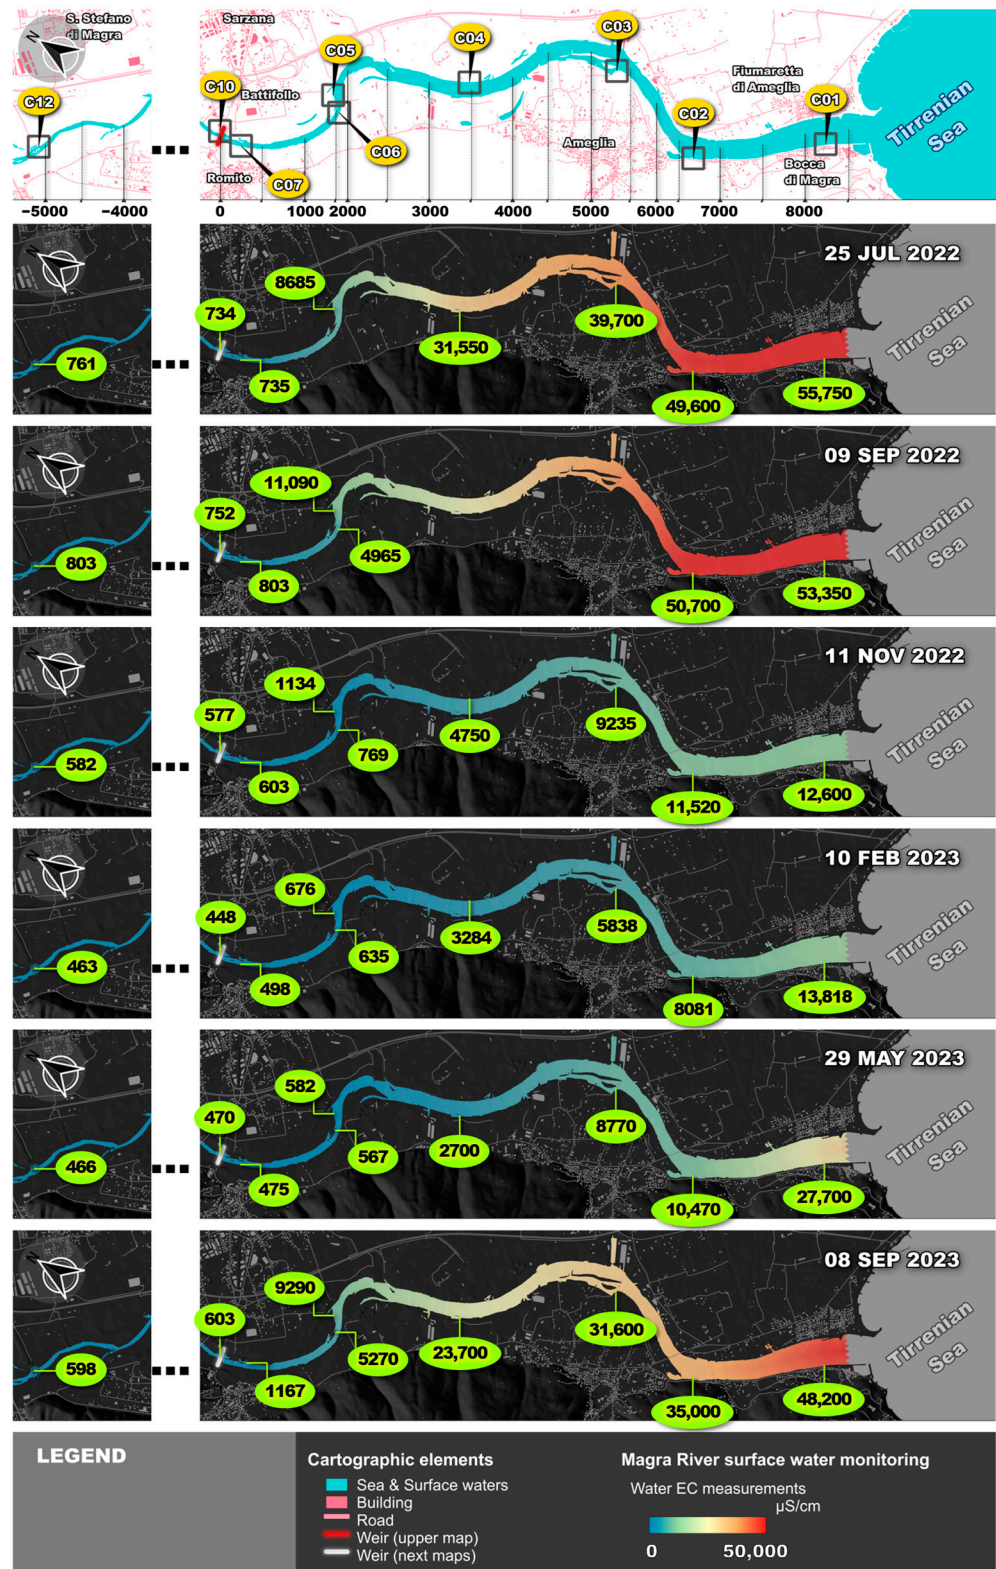 S. Stefano
di Magra
N
C12
Sarzana
C05
C04
C03
C10
Battifollo
Fiumaretta
di Ameglia
C01
C02
Tirrenian
Sea
Ameglia
C06
Romito
C07
Bocca
di Magra
−5000 −4000 0 1000 2000 3000 4000 5000 6000 7000 8000
25 JUL 2022
N
8685
734
39,700
31,550
761
735
49,600
55,750
Tirrenian
Sea
09 SEP 2022
N
11,090
752
4965
803
803
50,700
53,350
Tirrenian
Sea
11 NOV 2022
N
1134
577
9235
4750
769
582
603
11,520
12,600
Tirrenian
Sea
10 FEB 2023
N
676
448
5838
3284
635
463
498
8081
13,818
Tirrenian
Sea
29 MAY 2023
N
582
470
8770
2700
567
466
475
10,470
27,700
Tirrenian
Sea
08 SEP 2023
N
9290
603
31,600
23,700
5270
598
1167
35,000
48,200
Tirrenian
Sea
LEGEND
Cartographic elements
Sea & Surface waters
Building
Road
Weir (upper map)
Weir (next maps)
Magra River surface water monitoring
Water EC measurements
µS/cm
0 50,000